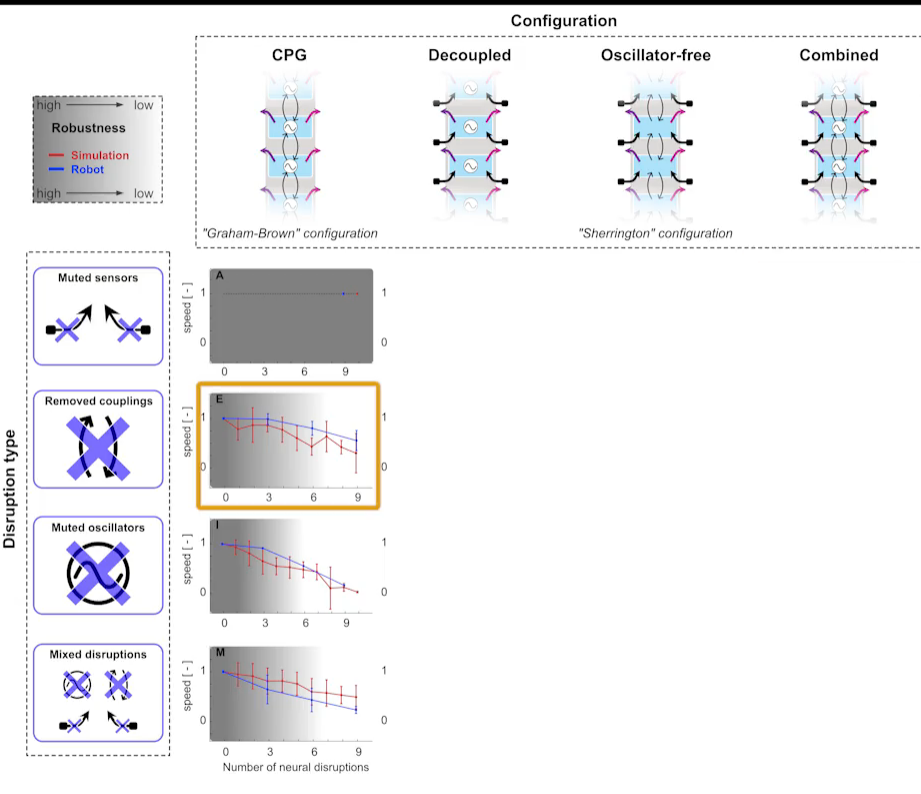 Configuration
CPG
Decoupled
Oscillator-free
Combined
"Graham-Brown" configuration
"Sherrington" configuration
high low
Robustness
Simulation
Robot
high low
Disruption type
Muted sensors
A
speed [ - ]
1
0
1
0
0 3 6 9
Removed couplings
E
speed [ - ]
1
0
1
0
0 3 6 9
Muted oscillators
I
speed [ - ]
1
0
1
0
0 3 6 9
Mixed disruptions
M
speed [ - ]
1
0
1
0
0 3 6 9
Number of neural disruptions